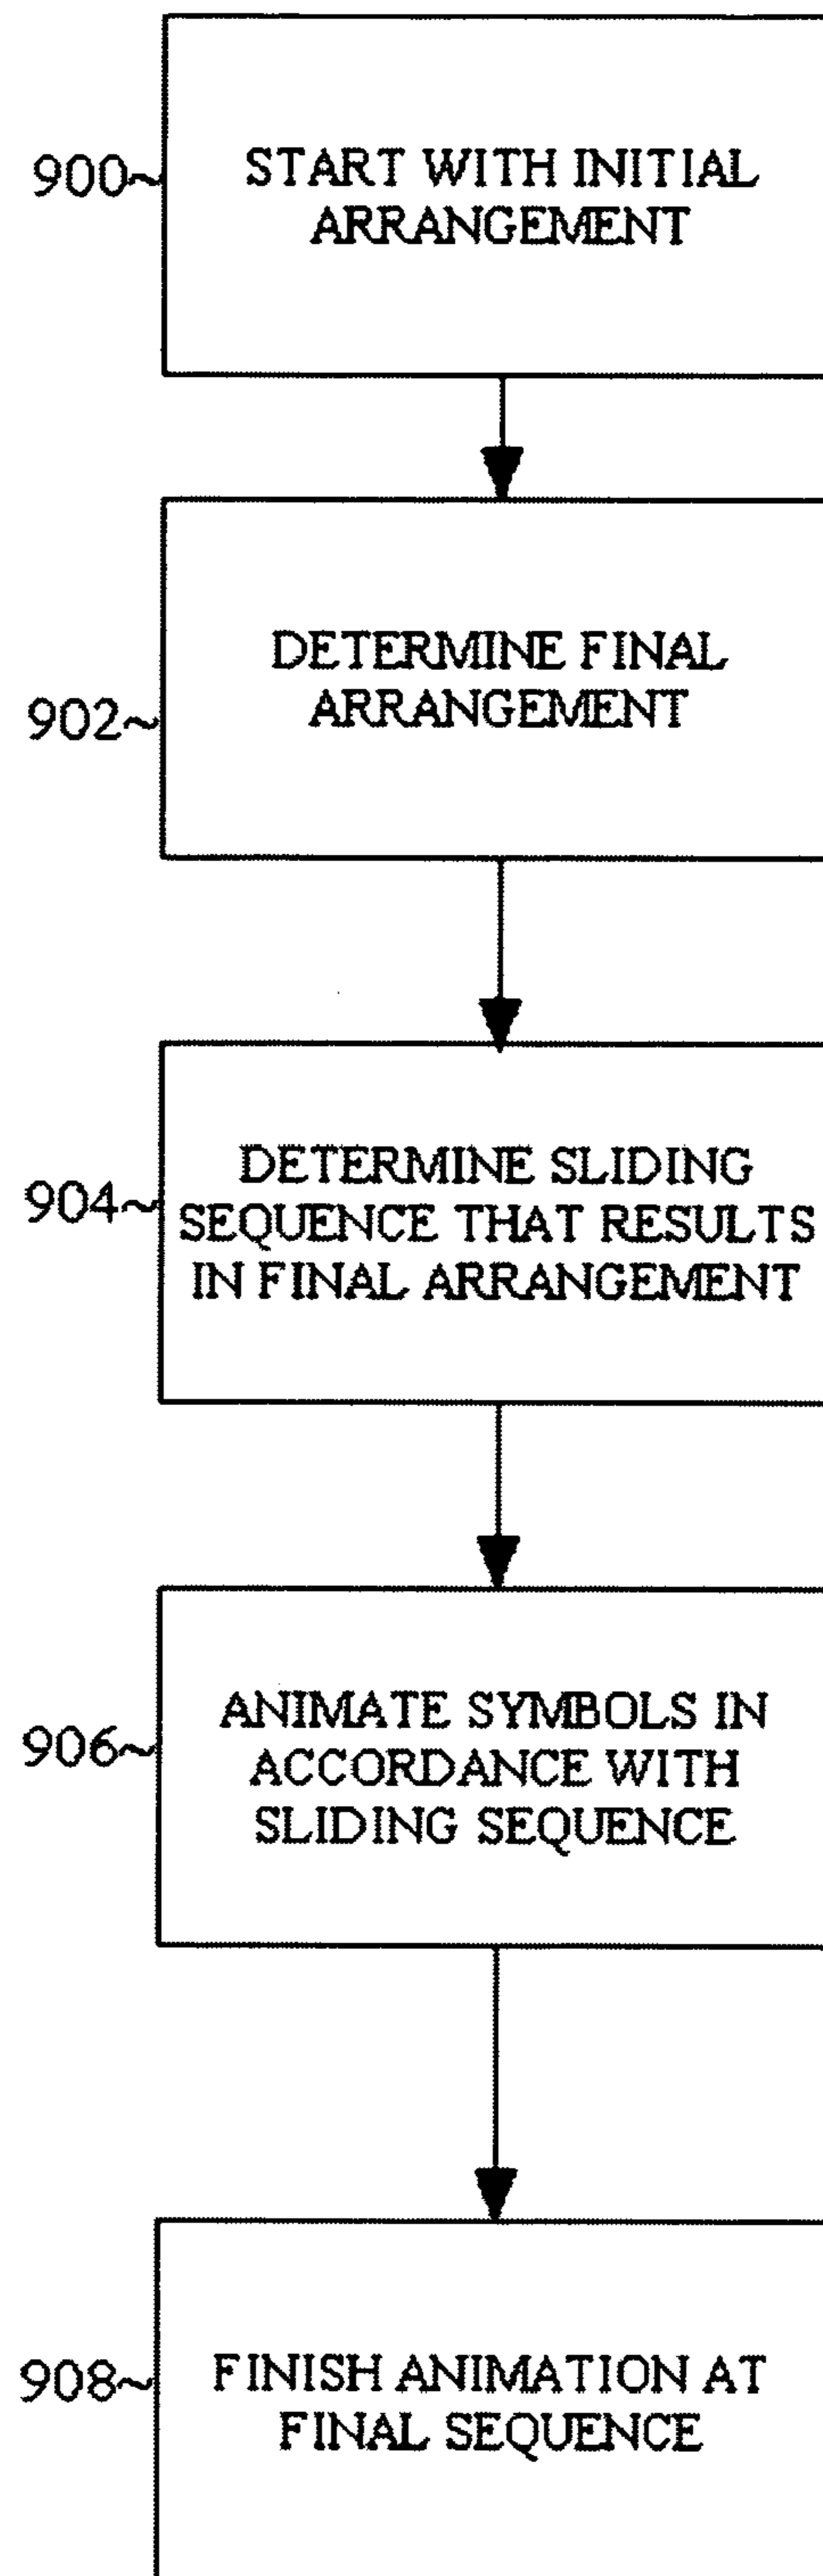 900~
START WITH INITIAL
ARRANGEMENT
902~
DETERMINE FINAL
ARRANGEMENT
904~
DETERMINE SLIDING
SEQUENCE THAT RESULTS
IN FINAL ARRANGEMENT
906~
ANIMATE SYMBOLS IN
ACCORDANCE WITH
SLIDING SEQUENCE
908~
FINISH ANIMATION AT
FINAL SEQUENCE